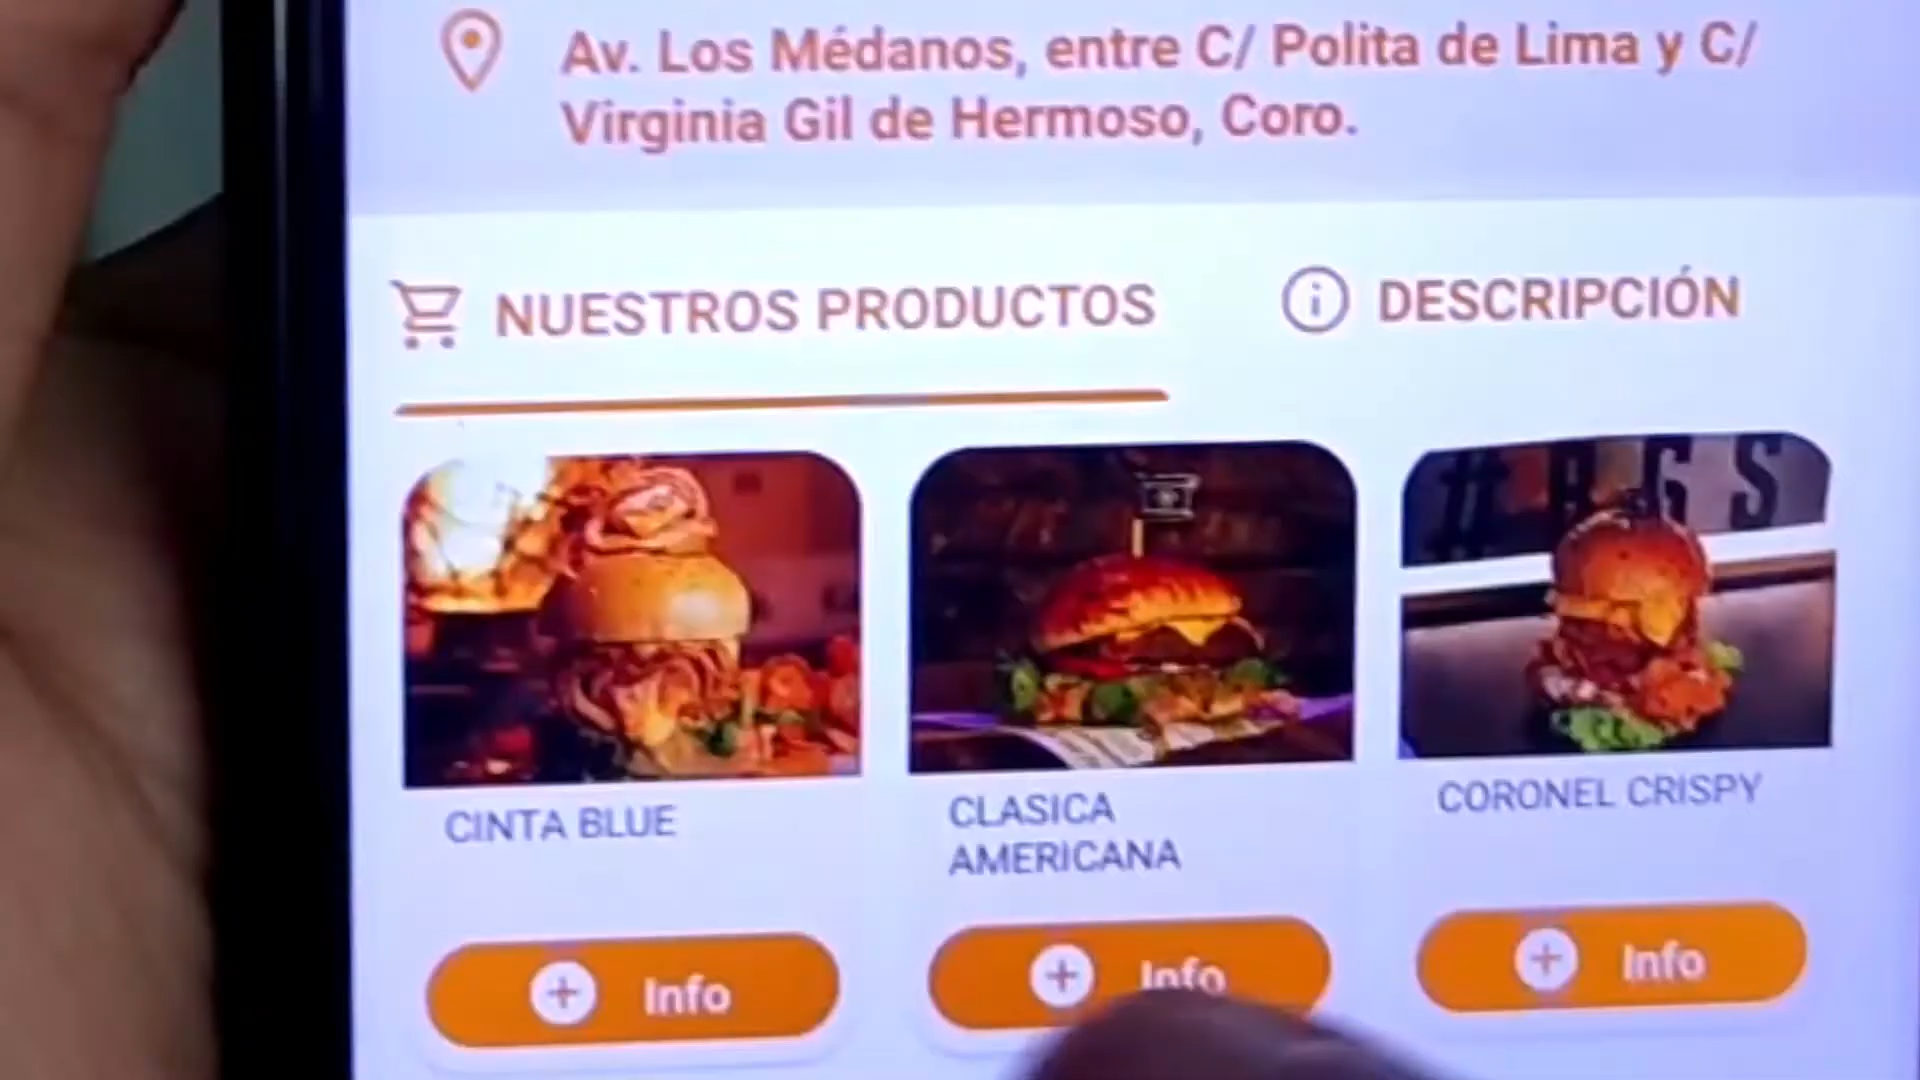 Av. Los Médanos, entre C/ Polita de Lima y C/
Virginia Gil de Hermoso, Coro.
NUESTROS PRODUCTOS
DESCRIPCIÓN
CINTA BLUE
CLASICA
AMERICANA
CORONEL CRISPY
Info
Info
Info